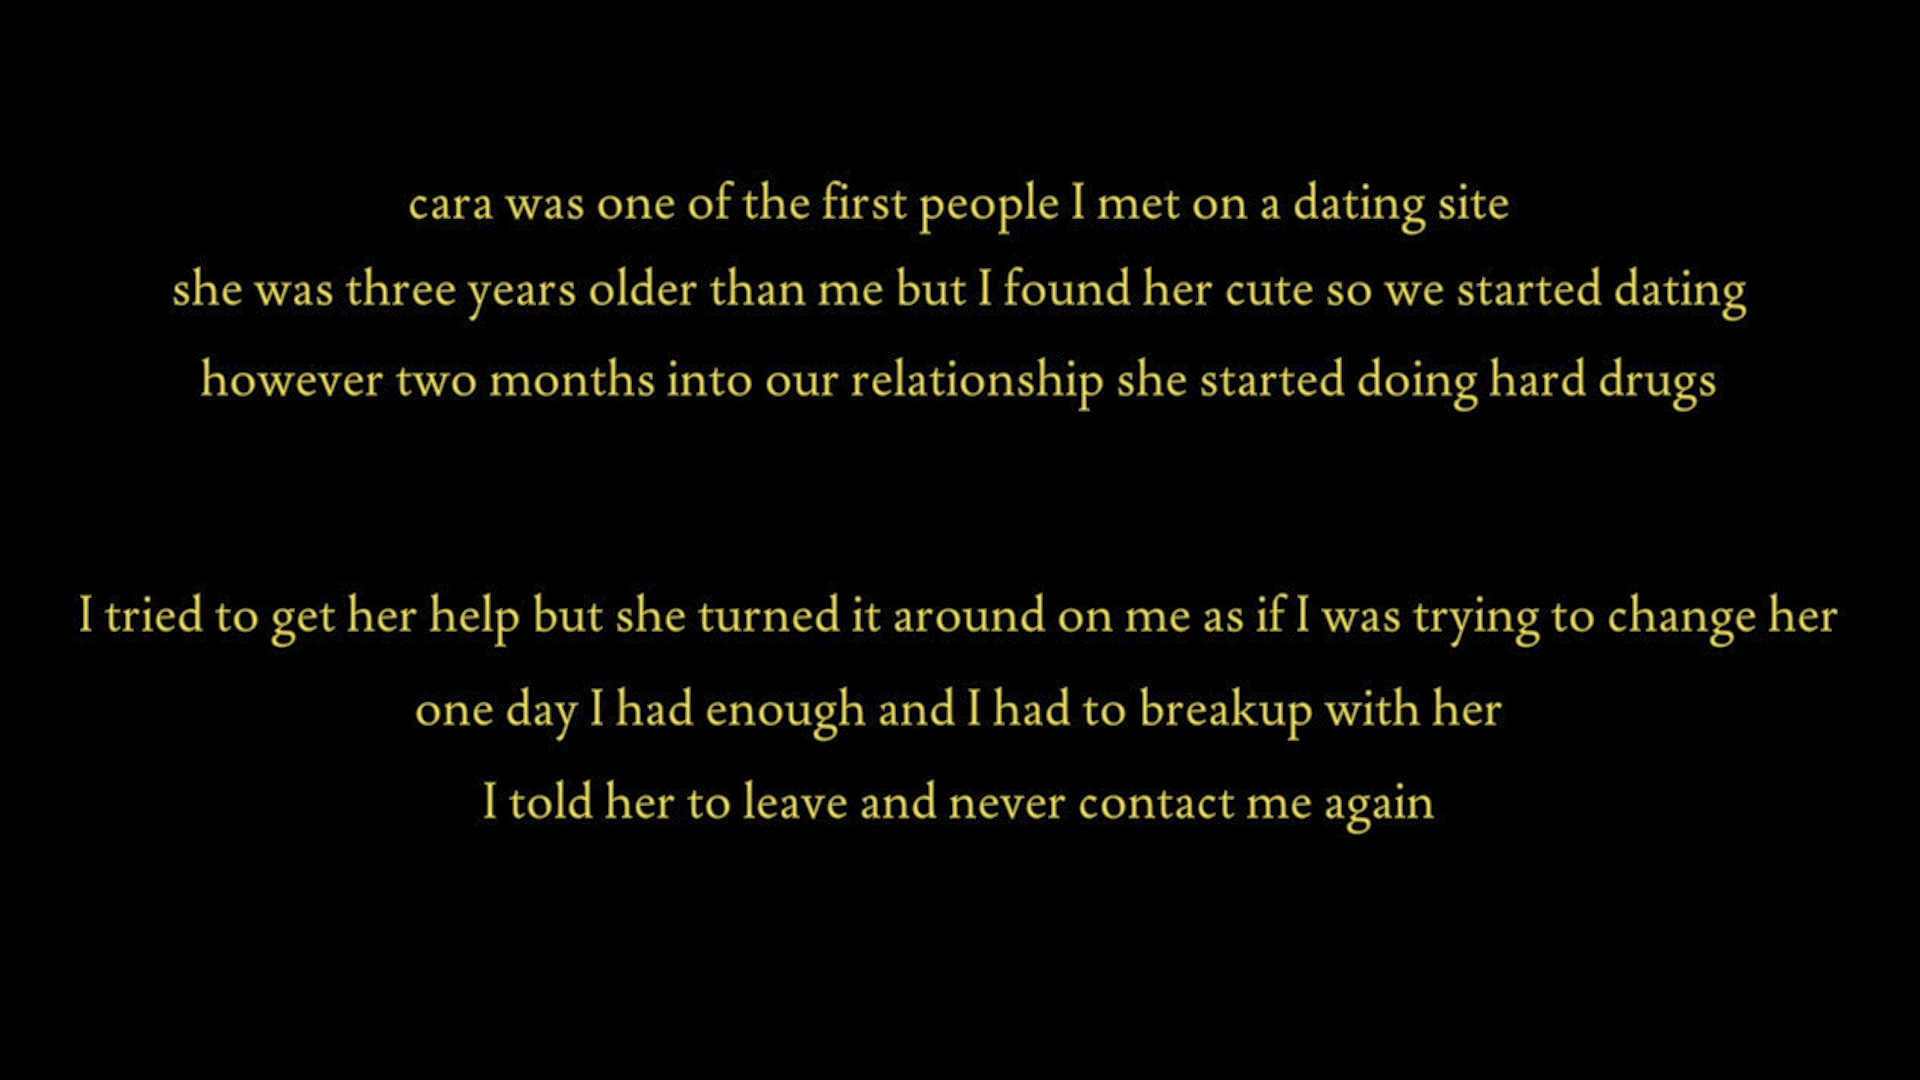 cara was one of the first people I met on a dating site
she was three years older than me but I found her cute so we started dating
however two months into our relationship she started doing hard drugs
I tried to get her help but she turned it around on me as if I was trying to change her
one day I had enough and I had to breakup with her
I told her to leave and never contact me again